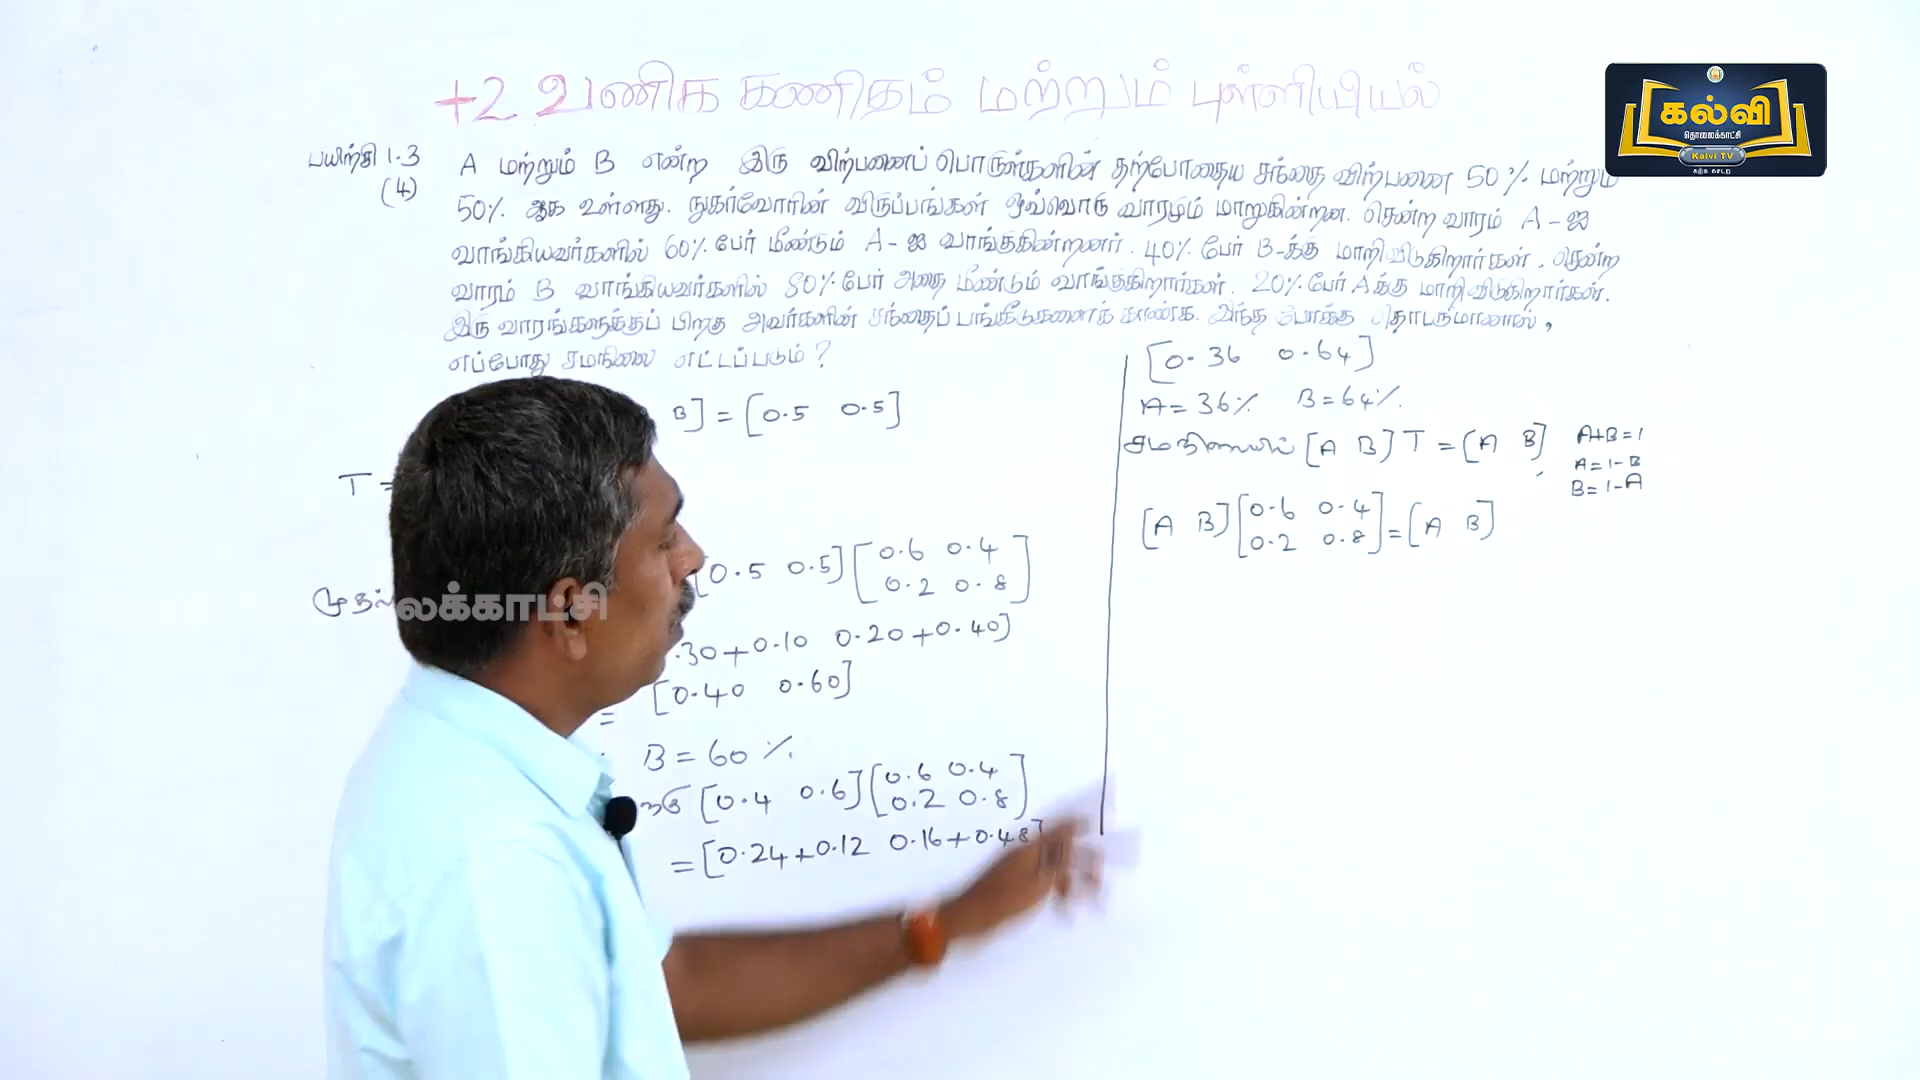 +2 வணிக கணிதம் மற்றும் புள்ளியியல்
கல்வி
தொலைக்காட்சி
Kalvi TV
கற்க கசடற
பயிற்சி 1.3
(4)
A மற்றும் B என்ற இரு விற்பனைப் பொருள்களின் தற்போதைய சந்தை விற்பனை 50% மற்றும்
50% ஆக உள்ளது. நுகர்வோரின் விருப்பங்கள் ஒவ்வொரு வாரமும் மாறுகின்றன. சென்ற வாரம் A-ஐ
வாங்கியவர்களில் 60% பேர் மீண்டும் A-ஐ வாங்குகின்றனர். 40% பேர் B-க்கு மாறிவிடுகிறார்கள். சென்ற
வாரம் B வாங்கியவர்களில் 80% பேர் அதை மீண்டும் வாங்குகிறார்கள். 20% பேர் Aக்கு மாறிவிடுகிறார்கள்.
இரு வாரங்களுக்குப் பிறகு அவர்களின் சந்தைப் பங்கீடுகளைக் காண்க. இந்த போக்கு தொடருமானால்,
எப்போது சமநிலை எட்டப்படும்?
B] = [0.5 0.5]
T =
முதல்
[0.5 0.5] [0.6 0.4
0.2 0.8]
.30+0.10 0.20+0.40]
= [0.40 0.60]
B = 60 %
[0.4 0.6] [0.6 0.4
0.2 0.8]
= [0.24+0.12 0.16+0.48]
[0.36 0.64]
A = 36% B = 64%.
சமநிலையில் [A B] T = [A B]
A+B=1
A=1-B
B=1-A
[A B] [0.6 0.4
0.2 0.8] = [A B]
லக்காட்சி